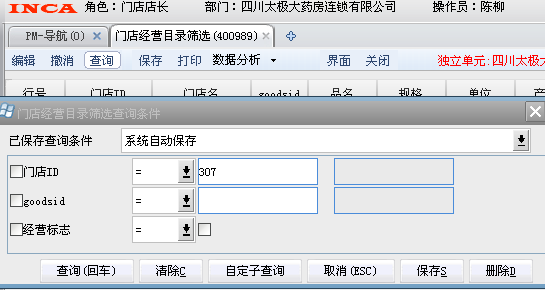 INCA 角色：门店店长 部门：四川太极大药房连锁有限公司 操作员：陈柳
PM-导航(0) 门店经营目录筛选(400989)
编辑 撤消 查询 保存 打印 数据分析 界面 关闭 独立单元:四川太极
行号 门店ID 门店名 goodsid 品名 规格 单位
门店经营目录筛选查询条件
已保存查询条件 系统自动保存
门店ID = 307
goodsid =
经营标志 =
查询(回车) 清除C 自定子查询 取消(ESC) 保存S 删除D